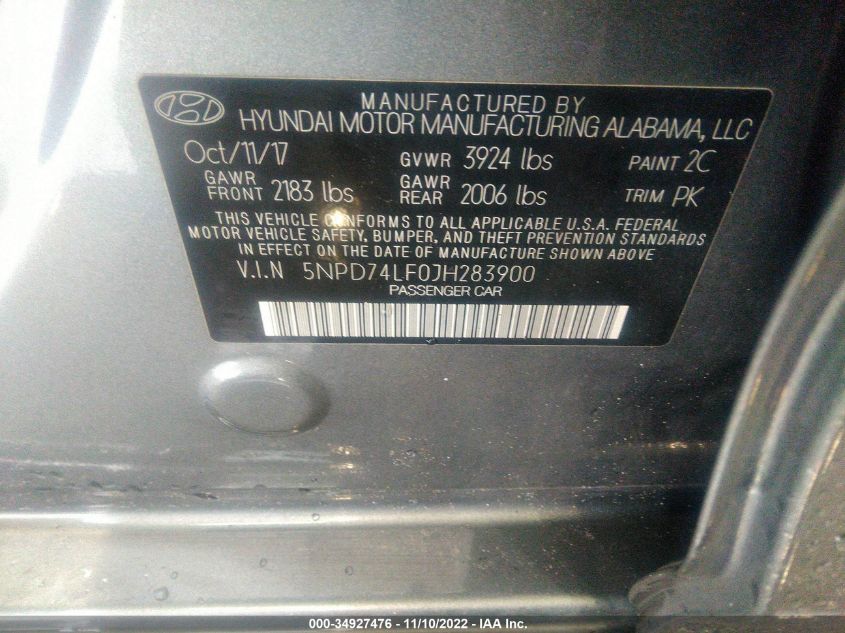 MANUFACTURED BY
HYUNDAI MOTOR MANUFACTURING ALABAMA, LLC
Oct/11/17 GVWR 3924 lbs PAINT 2C
GAWR FRONT 2183 lbs GAWR REAR 2006 lbs TRIM PK
THIS VEHICLE CONFORMS TO ALL APPLICABLE U.S.A. FEDERAL
MOTOR VEHICLE SAFETY, BUMPER, AND THEFT PREVENTION STANDARDS
IN EFFECT ON THE DATE OF MANUFACTURE SHOWN ABOVE
V.I.N 5NPD74LF0JH283900
PASSENGER CAR
000-34927476 - 11/10/2022 - IAA Inc.